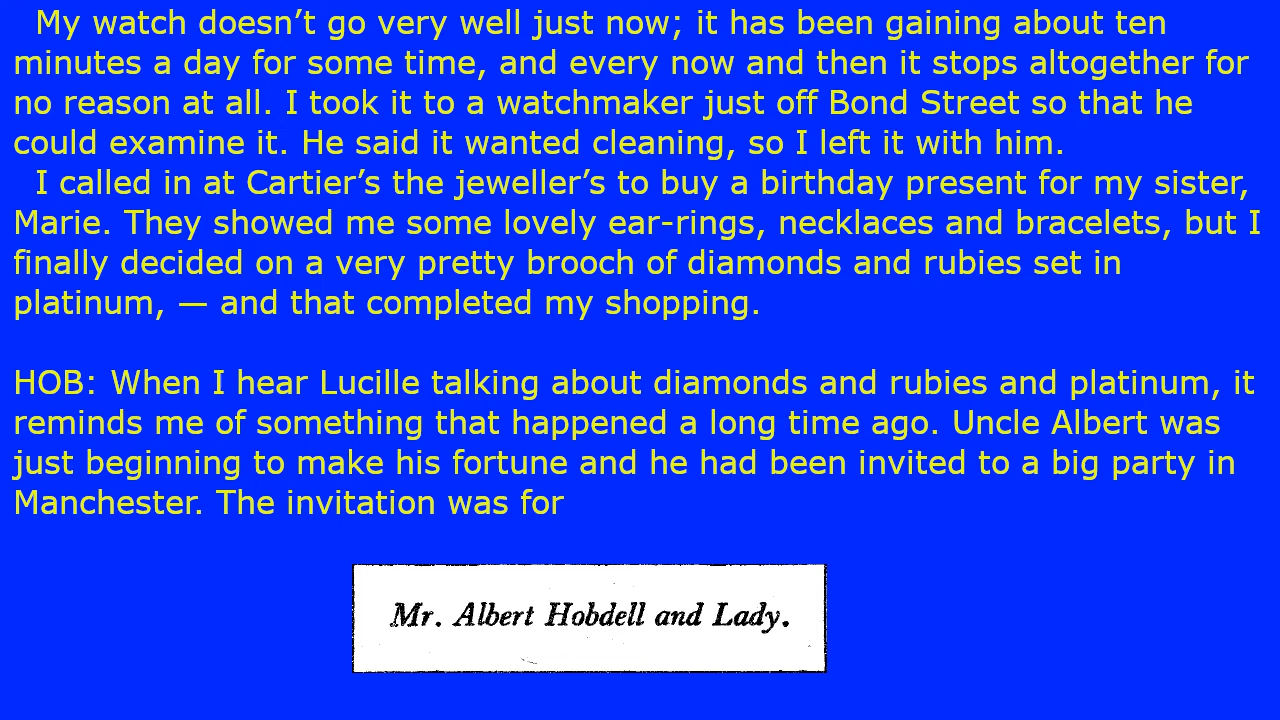 My watch doesn’t go very well just now; it has been gaining about ten
minutes a day for some time, and every now and then it stops altogether for
no reason at all. I took it to a watchmaker just off Bond Street so that he
could examine it. He said it wanted cleaning, so I left it with him.
I called in at Cartier’s the jeweller’s to buy a birthday present for my sister,
Marie. They showed me some lovely ear-rings, necklaces and bracelets, but I
finally decided on a very pretty brooch of diamonds and rubies set in
platinum, — and that completed my shopping.
HOB: When I hear Lucille talking about diamonds and rubies and platinum, it
reminds me of something that happened a long time ago. Uncle Albert was
just beginning to make his fortune and he had been invited to a big party in
Manchester. The invitation was for
Mr. Albert Hobdell and Lady.